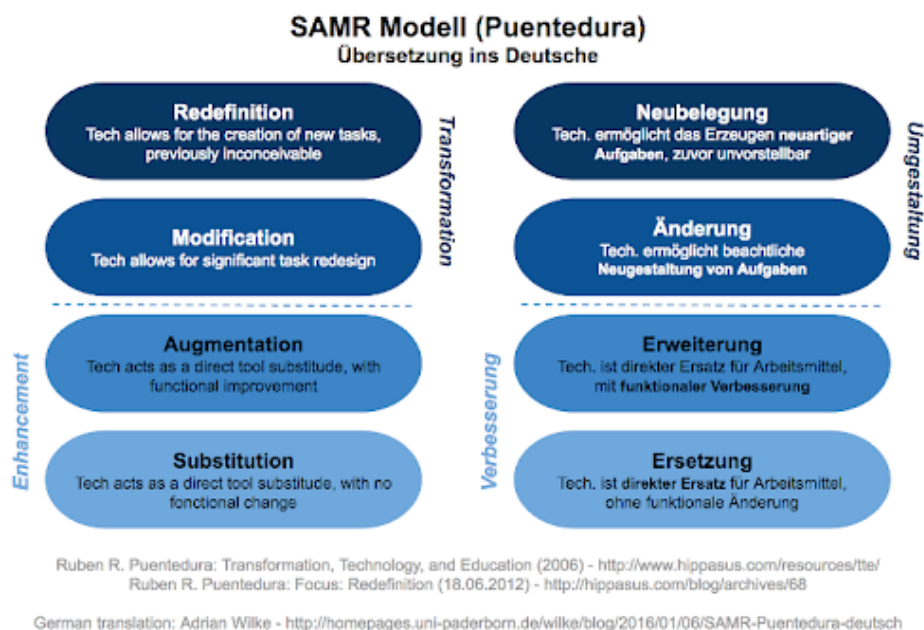 SAMR Modell (Puentedura)
Übersetzung ins Deutsche
Redefinition
Tech allows for the creation of new tasks,
previously inconceivable
Modification
Tech allows for significant task redesign
Transformation
Augmentation
Tech acts as a direct tool substitude, with
functional improvement
Substitution
Tech acts as a direct tool substitude, with no
fonctional change
Enhancement
Neubelegung
Tech. ermöglicht das Erzeugen neuartiger
Aufgaben, zuvor unvorstellbar
Änderung
Tech. ermöglicht beachtliche
Neugestaltung von Aufgaben
Umgestaltung
Erweiterung
Tech. ist direkter Ersatz für Arbeitsmittel,
mit funktionaler Verbesserung
Ersetzung
Tech. ist direkter Ersatz für Arbeitsmittel,
ohne funktionale Änderung
Verbesserung
Ruben R. Puentedura: Transformation, Technology, and Education (2006) - http://www.hippasus.com/resources/tte/
Ruben R. Puentedura: Focus: Redefinition (18.06.2012) - http://hippasus.com/blog/archives/68
German translation: Adrian Wilke - http://homepages.uni-paderborn.de/wilke/blog/2016/01/06/SAMR-Puentedura-deutsch